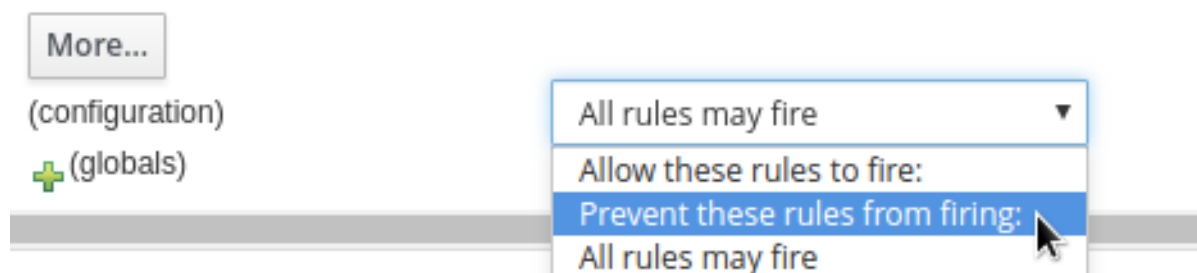 More...
(configuration)
All rules may fire
(globals)
Allow these rules to fire:
Prevent these rules from firing:
All rules may fire